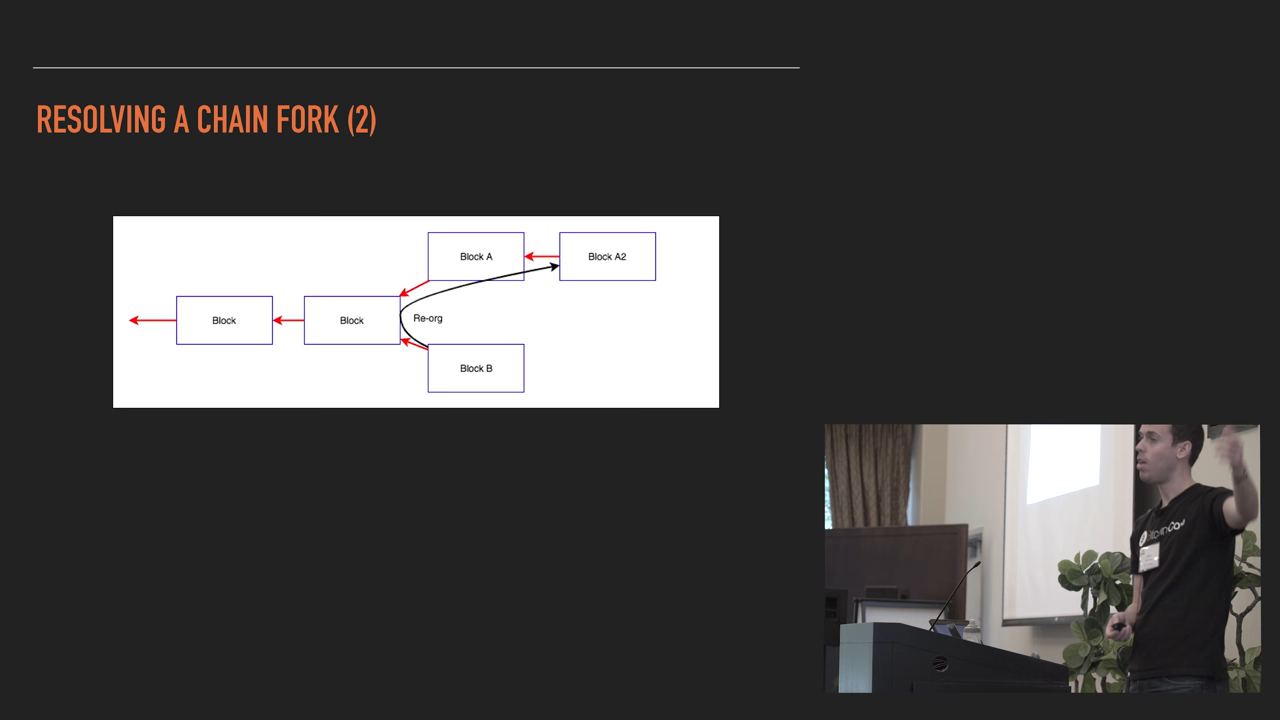 RESOLVING A CHAIN FORK (2)
Block A
Block A2
Block
Block
Re-org
Block B